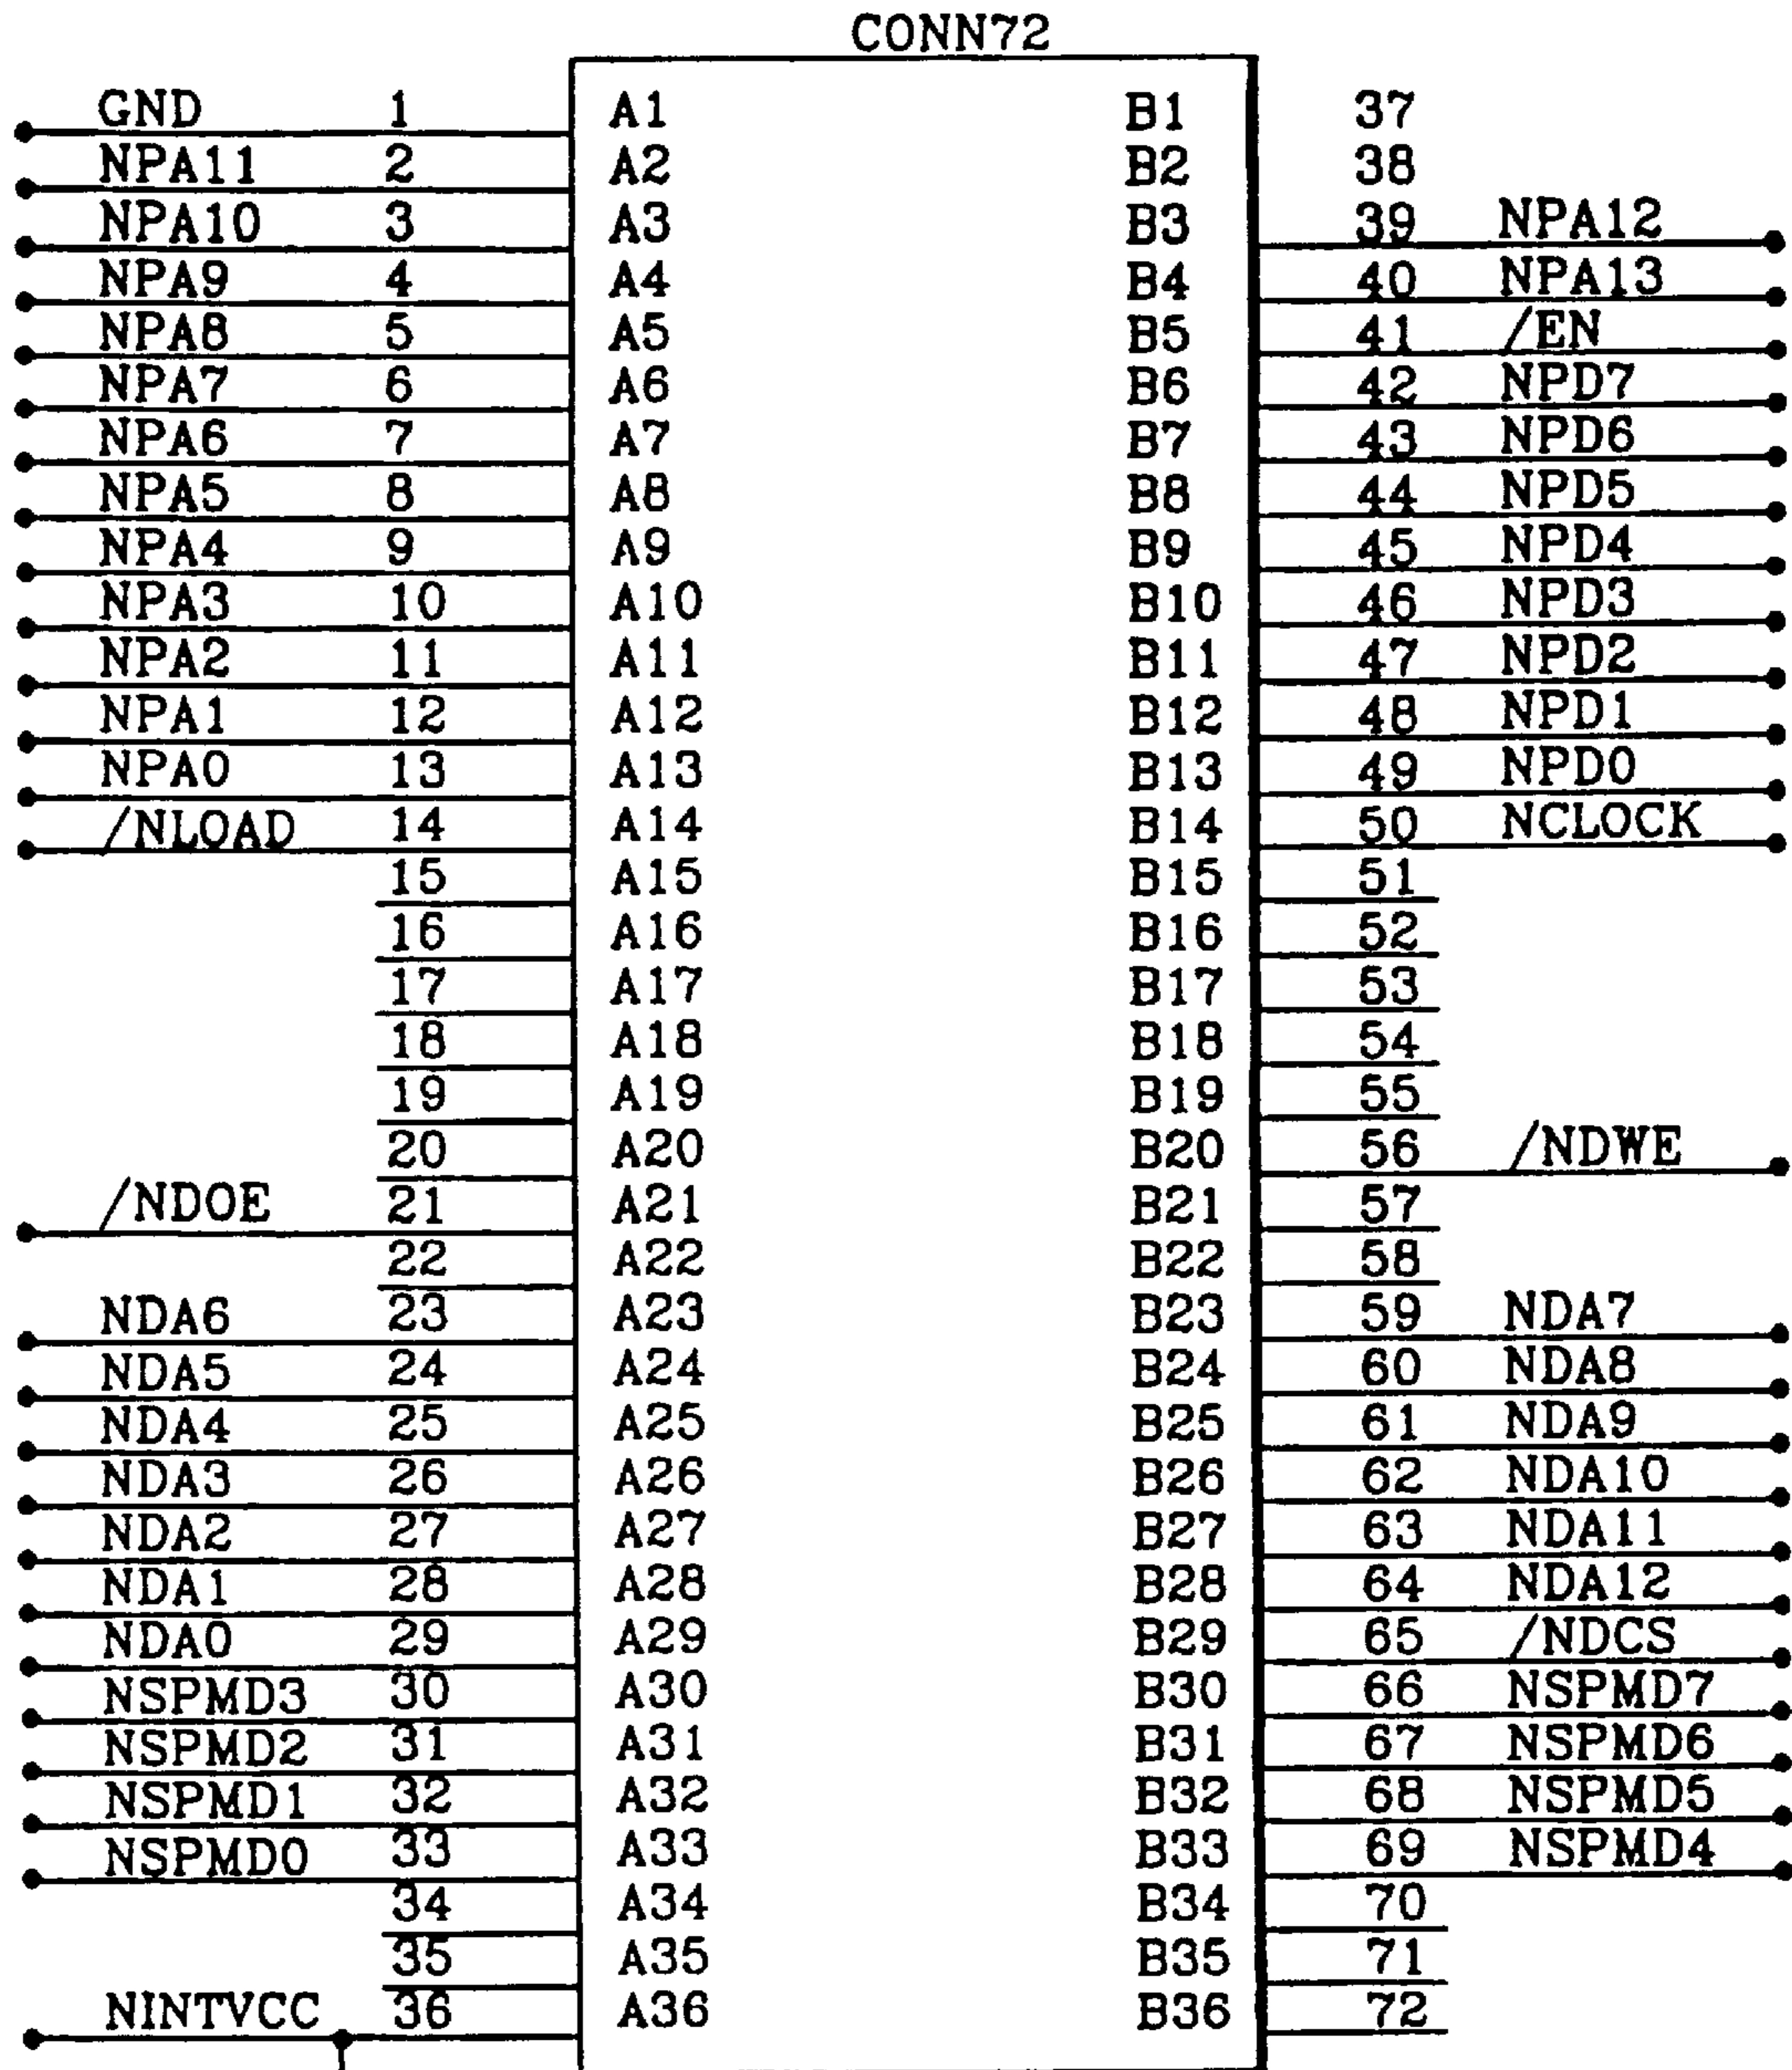 CONN72
GND 1 A1 B1 37
NPA11 2 A2 B2 38
NPA10 3 A3 B3 39 NPA12
NPA9 4 A4 B4 40 NPA13
NPA8 5 A5 B5 41 /EN
NPA7 6 A6 B6 42 NPD7
NPA6 7 A7 B7 43 NPD6
NPA5 8 A8 B8 44 NPD5
NPA4 9 A9 B9 45 NPD4
NPA3 10 A10 B10 46 NPD3
NPA2 11 A11 B11 47 NPD2
NPA1 12 A12 B12 48 NPD1
NPA0 13 A13 B13 49 NPD0
/NLOAD 14 A14 B14 50 NCLOCK
15 A15 B15 51
16 A16 B16 52
17 A17 B17 53
18 A18 B18 54
19 A19 B19 55
20 A20 B20 56 /NDWE
/NDOE 21 A21 B21 57
22 A22 B22 58
NDA6 23 A23 B23 59 NDA7
NDA5 24 A24 B24 60 NDA8
NDA4 25 A25 B25 61 NDA9
NDA3 26 A26 B26 62 NDA10
NDA2 27 A27 B27 63 NDA11
NDA1 28 A28 B28 64 NDA12
NDA0 29 A29 B29 65 /NDCS
NSPMD3 30 A30 B30 66 NSPMD7
NSPMD2 31 A31 B31 67 NSPMD6
NSPMD1 32 A32 B32 68 NSPMD5
NSPMD0 33 A33 B33 69 NSPMD4
34 A34 B34 70
35 A35 B35 71
NINTVCC 36 A36 B36 72